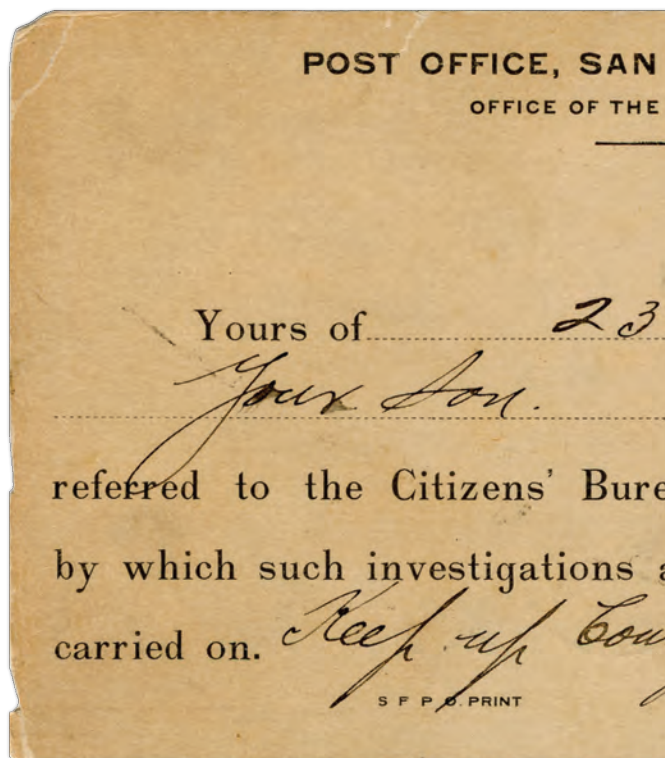 POST OFFICE, SAN
OFFICE OF THE
Yours of 23
Your Son.
referred to the Citizens' Bure
by which such investigations a
carried on. Keep up Cou
S F P O. PRINT